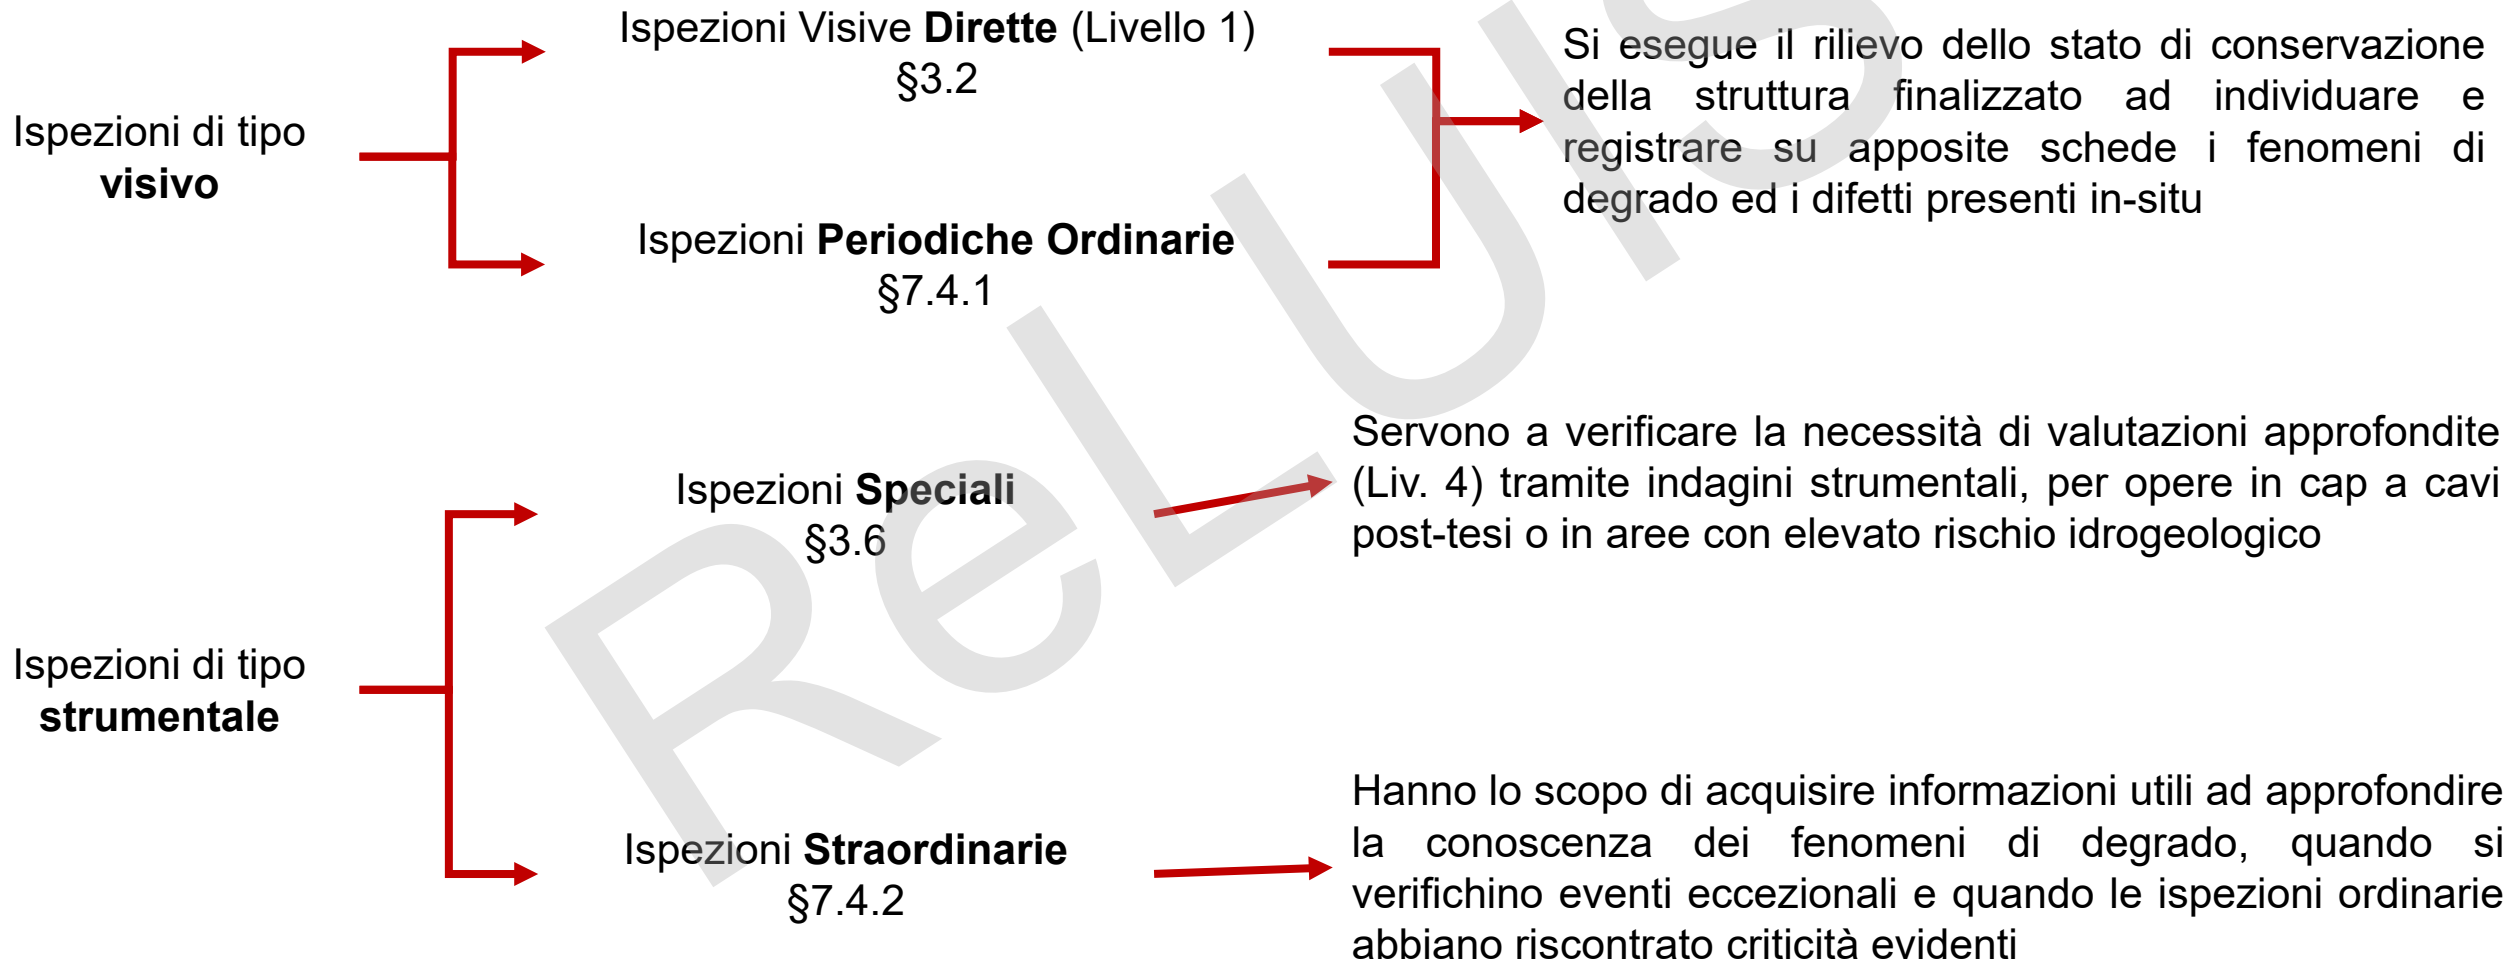 Ispezioni di tipo
visivo
Ispezioni Visive Dirette (Livello 1)
§3.2
Ispezioni Periodiche Ordinarie
§7.4.1
Si esegue il rilievo dello stato di conservazione
della struttura finalizzato ad individuare e
registrare su apposite schede i fenomeni di
degrado ed i difetti presenti in-situ
Ispezioni di tipo
strumentale
Ispezioni Speciali
§3.6
Servono a verificare la necessità di valutazioni approfondite
(Liv. 4) tramite indagini strumentali, per opere in cap a cavi
post-tesi o in aree con elevato rischio idrogeologico
Ispezioni Straordinarie
§7.4.2
Hanno lo scopo di acquisire informazioni utili ad approfondire
la conoscenza dei fenomeni di degrado, quando si
verifichino eventi eccezionali e quando le ispezioni ordinarie
abbiano riscontrato criticità evidenti
ReLUIS